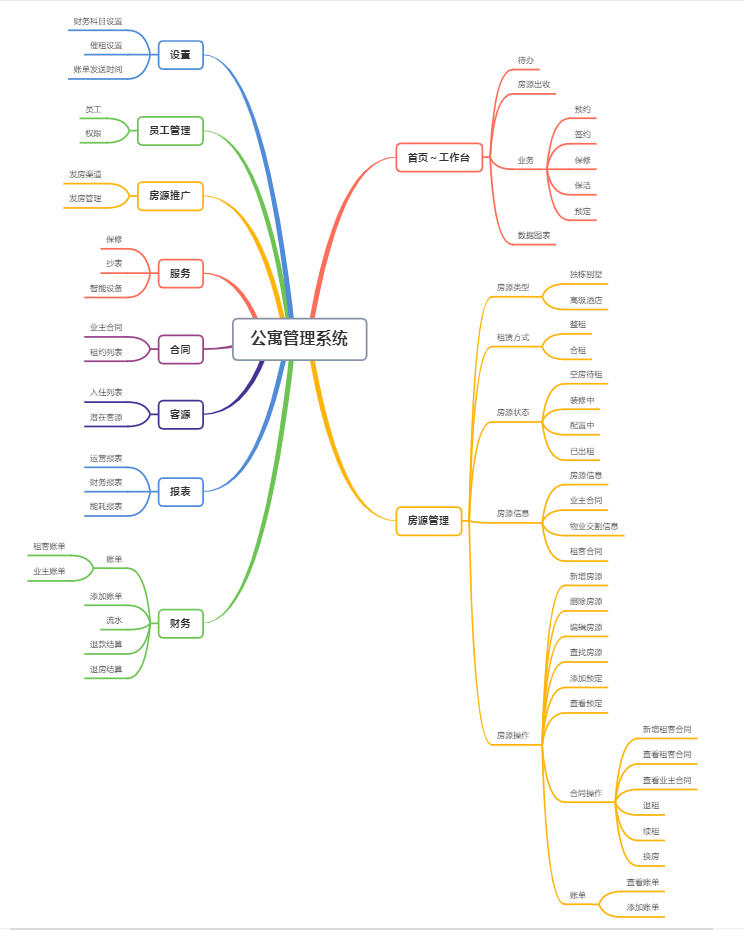 公寓管理系统
首页～工作台
待办
房源出收
业务
预约
签约
保修
保洁
预定
数据图表
房源管理
房源类型
独栋别墅
高级酒店
租赁方式
整租
合租
房源状态
空房待租
装修中
配置中
已出租
房源信息
房源信息
业主合同
物业交割信息
租客合同
房源操作
新增房源
删除房源
编辑房源
查找房源
添加预定
查看预定
合同操作
新增租客合同
查看租客合同
查看业主合同
退租
续租
换房
账单
查看账单
添加账单
设置
财务科目设置
催租设置
账单发送时间
员工管理
员工
权限
房源推广
发房渠道
发房管理
服务
保修
抄表
智能设备
合同
业主合同
租约列表
客源
入住列表
潜在客源
报表
运营报表
财务报表
能耗报表
财务
账单
租客账单
业主账单
添加账单
流水
退款结算
退房结算